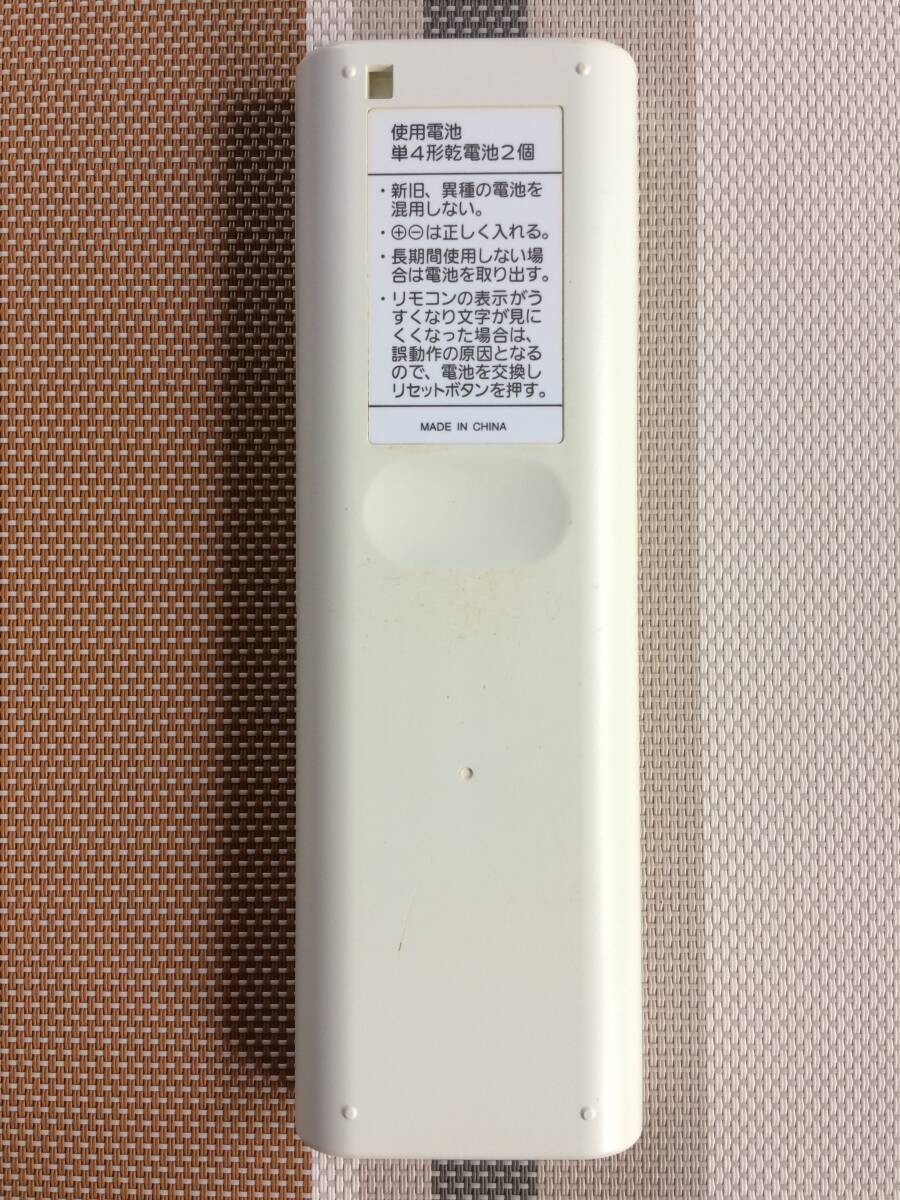 使用電池
単4形乾電池2個
・新旧、異種の電池を
混用しない。
・⊕⊖は正しく入れる。
・長期間使用しない場
合は電池を取り出す。
・リモコンの表示がう
すくなり文字が見に
くくなった場合は、
誤動作の原因となる
ので、電池を交換し
リセットボタンを押す。
MADE IN CHINA